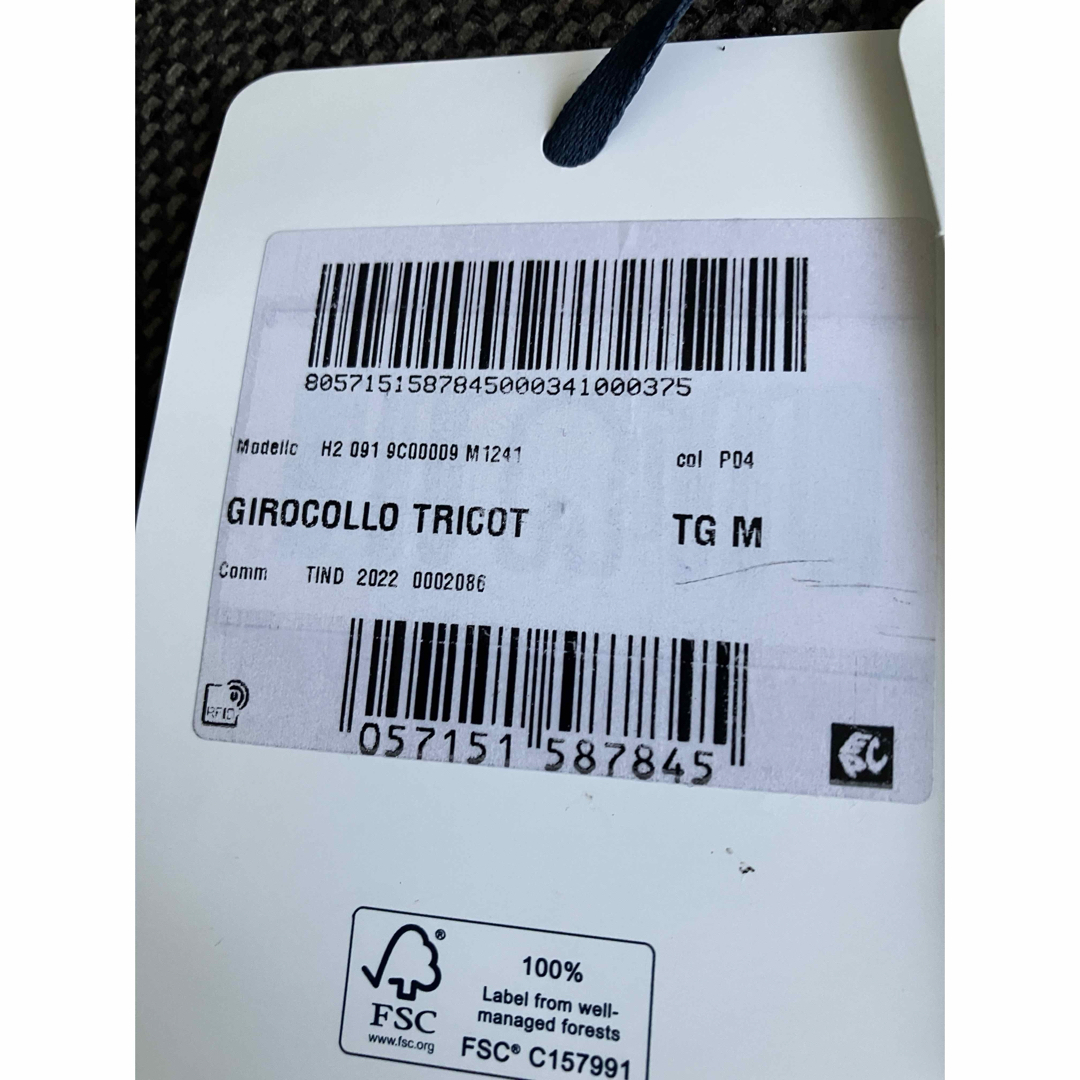 8057151587845000341000375
Modello H2 091 9C00009 M1241 col P04
GIROCOLLO TRICOT TG M
Comm TIND 2022 0002086
057151 587845
RFID
FSC®
www.fsc.org
100%
Label from well-
managed forests
FSC® C157991